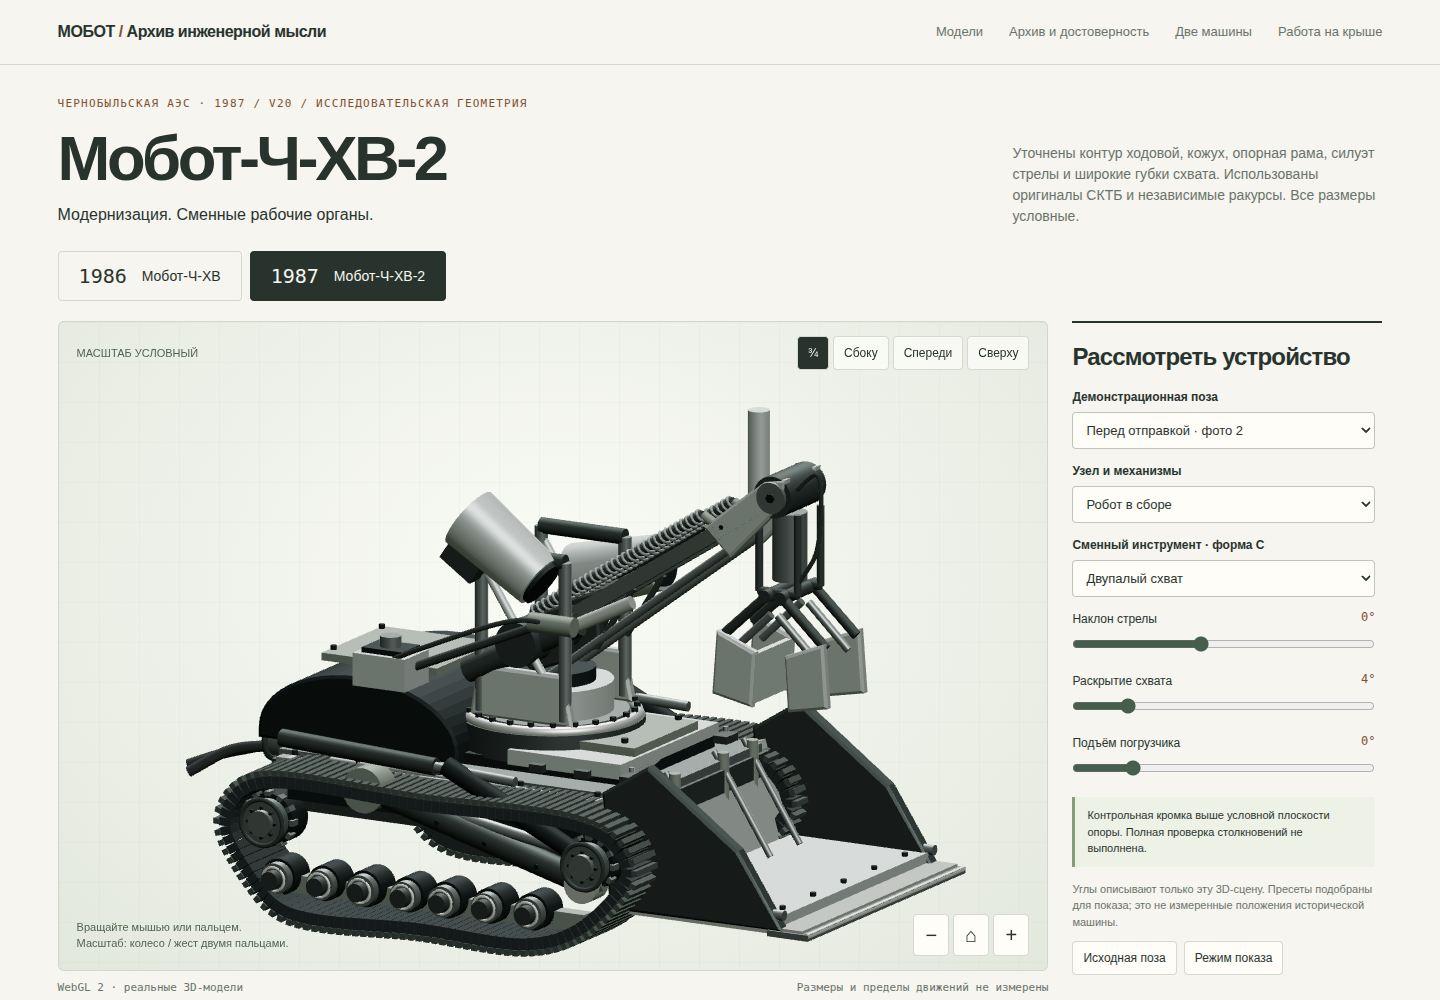 МОБОТ / Архив инженерной мысли
Модели
Архив и достоверность
Две машины
Работа на крыше
ЧЕРНОБЫЛЬСКАЯ АЭС · 1987 / V20 / ИССЛЕДОВАТЕЛЬСКАЯ ГЕОМЕТРИЯ
Мобот-Ч-ХВ-2
Модернизация. Сменные рабочие органы.
Уточнены контур ходовой, кожух, опорная рама, силуэт
стрелы и широкие губки схвата. Использованы
оригиналы СКТБ и независимые ракурсы. Все размеры
условные.
1986 Мобот-Ч-ХВ
1987 Мобот-Ч-ХВ-2
МАСШТАБ УСЛОВНЫЙ
¾
Сбоку
Спереди
Сверху
Вращайте мышью или пальцем.
Масштаб: колесо / жест двумя пальцами.
−
⌂
+
WebGL 2 · реальные 3D-модели
Размеры и пределы движений не измерены
Рассмотреть устройство
Демонстрационная поза
Перед отправкой · фото 2
Узел и механизмы
Робот в сборе
Сменный инструмент · форма С
Двупалый схват
Наклон стрелы 0°
Раскрытие схвата 4°
Подъём погрузчика 0°
Контрольная кромка выше условной плоскости
опоры. Полная проверка столкновений не
выполнена.
Углы описывают только эту 3D-сцену. Пресеты подобраны
для показа; это не измеренные положения исторической
машины.
Исходная поза
Режим показа